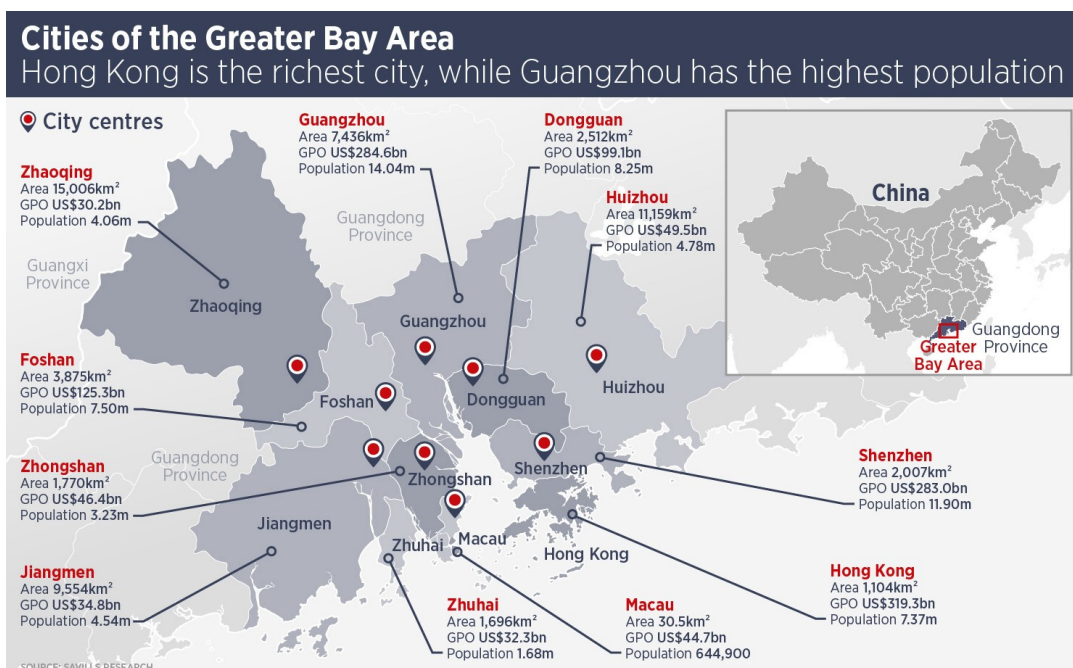 Cities of the Greater Bay Area
Hong Kong is the richest city, while Guangzhou has the highest population
City centres
Zhaoqing
Area 15,006km²
GPO US$30.2bn
Population 4.06m
Guangzhou
Area 7,436km²
GPO US$284.6bn
Population 14.04m
Dongguan
Area 2,512km²
GPO US$99.1bn
Population 8.25m
Huizhou
Area 11,159km²
GPO US$49.5bn
Population 4.78m
China
Guangdong
Province
Greater
Bay Area
Guangdong
Province
Guangxi
Province
Zhaoqing
Guangzhou
Foshan
Area 3,875km²
GPO US$125.3bn
Population 7.50m
Foshan
Dongguan
Huizhou
Guangdong
Province
Zhongshan
Area 1,770km²
GPO US$46.4bn
Population 3.23m
Zhongshan
Shenzhen
Shenzhen
Area 2,007km²
GPO US$283.0bn
Population 11.90m
Jiangmen
Zhuhai
Macau
Hong Kong
Jiangmen
Area 9,554km²
GPO US$34.8bn
Population 4.54m
Zhuhai
Area 1,696km²
GPO US$32.3bn
Population 1.68m
Macau
Area 30.5km²
GPO US$44.7bn
Population 644,900
Hong Kong
Area 1,104km²
GPO US$319.3bn
Population 7.37m
SOURCE: SAVILLS RESEARCH